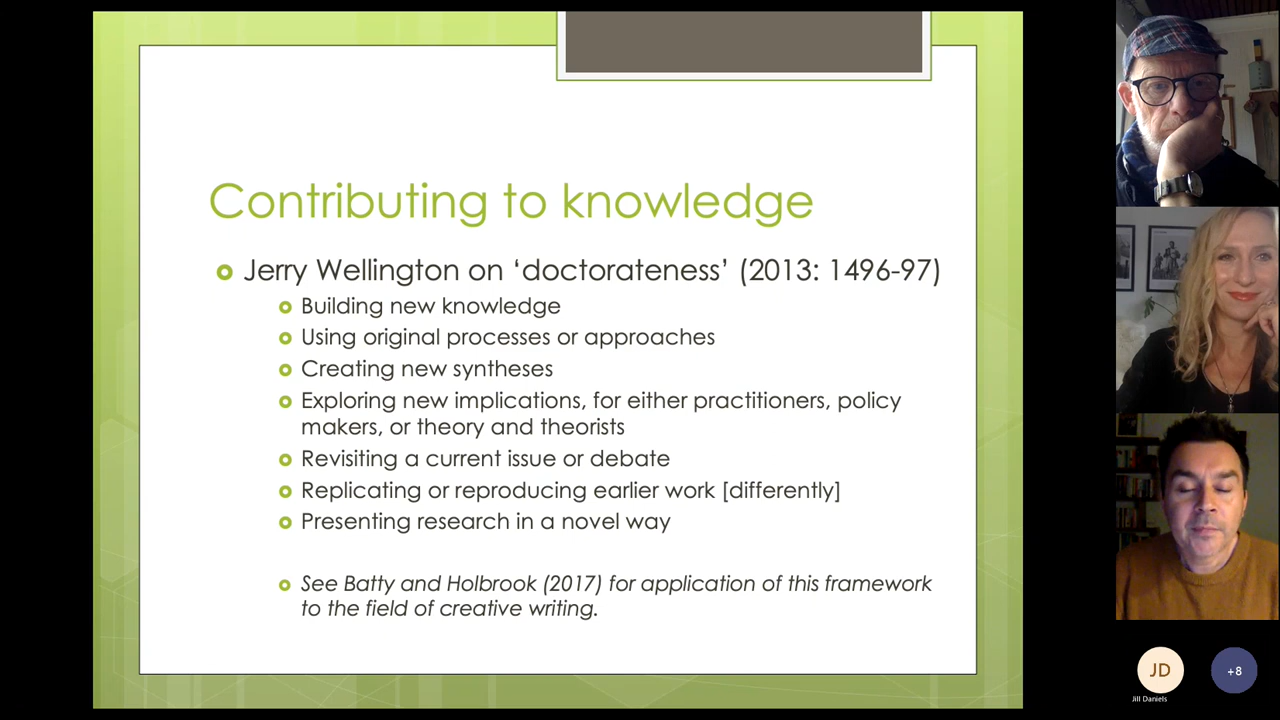 Contributing to knowledge
Jerry Wellington on ‘doctorateness’ (2013: 1496-97)
Building new knowledge
Using original processes or approaches
Creating new syntheses
Exploring new implications, for either practitioners, policy
makers, or theory and theorists
Revisiting a current issue or debate
Replicating or reproducing earlier work [differently]
Presenting research in a novel way
See Batty and Holbrook (2017) for application of this framework
to the field of creative writing.
JD
+8
Jill Daniels